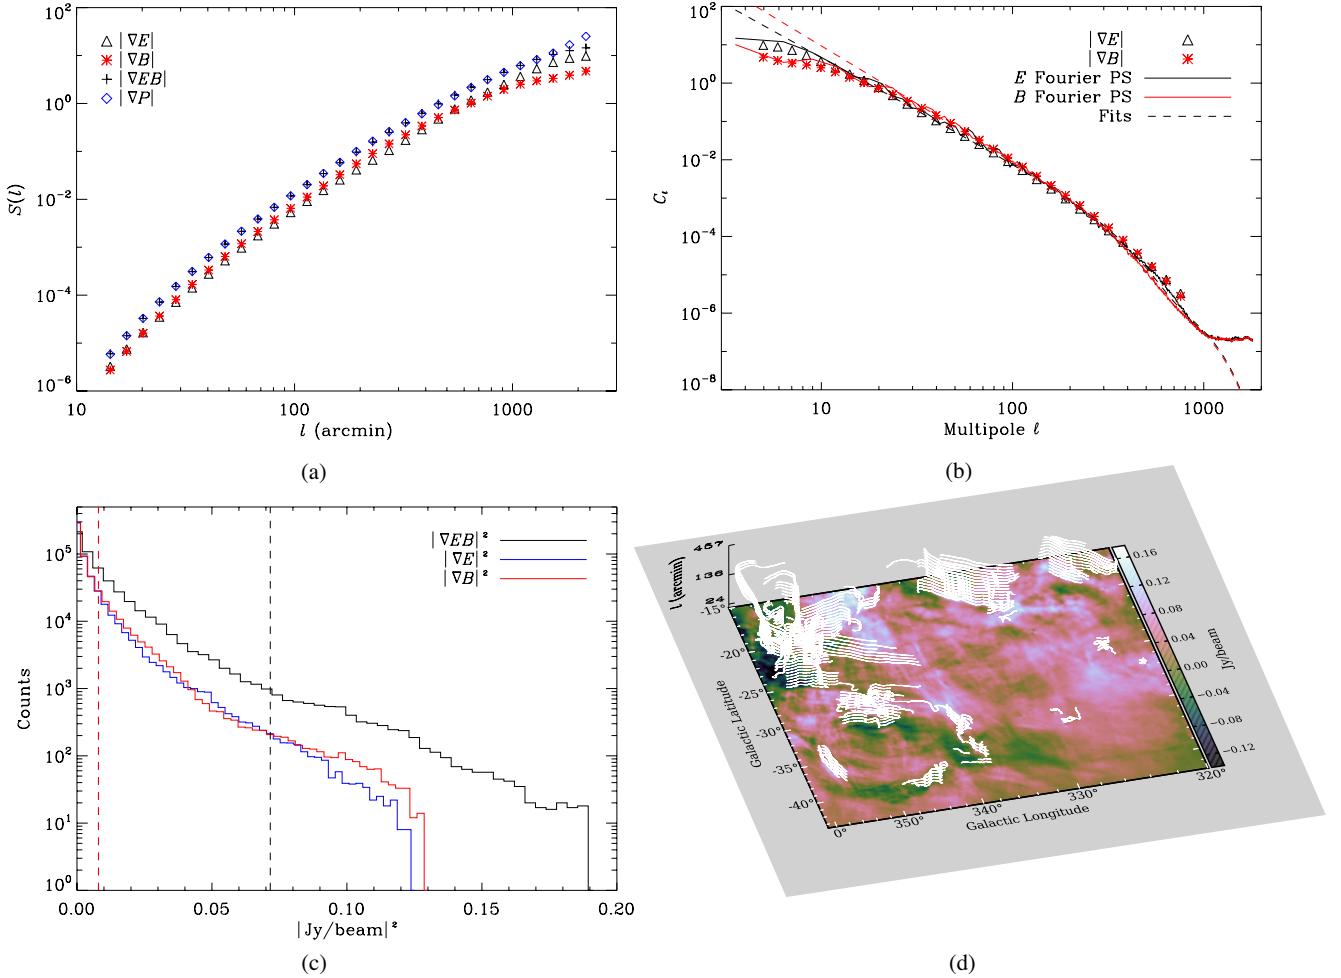 10²
10⁰
10⁻²
10⁻⁴
10⁻⁶
S(l)
|∇E|
|∇B|
|∇EB|
|∇P|
10 100 1000
l (arcmin)
(a)
10²
10⁰
10⁻²
10⁻⁴
10⁻⁶
10⁻⁸
C_ℓ
|∇E|
|∇B|
E Fourier PS
B Fourier PS
Fits
10 100 1000
Multipole ℓ
(b)
10⁵
10⁴
10³
10²
10¹
10⁰
Counts
|∇EB|²
|∇E|²
|∇B|²
0.00 0.05 0.10 0.15 0.20
|Jy/beam|²
(c)
457
136
24
l (arcmin)
-15°
-20°
-25°
-30°
-35°
-40°
Galactic Latitude
0° 350° 340° 330° 320°
Galactic Longitude
0.16
0.12
0.08
0.04
0.00
−0.04
−0.08
−0.12
Jy/beam
(d)